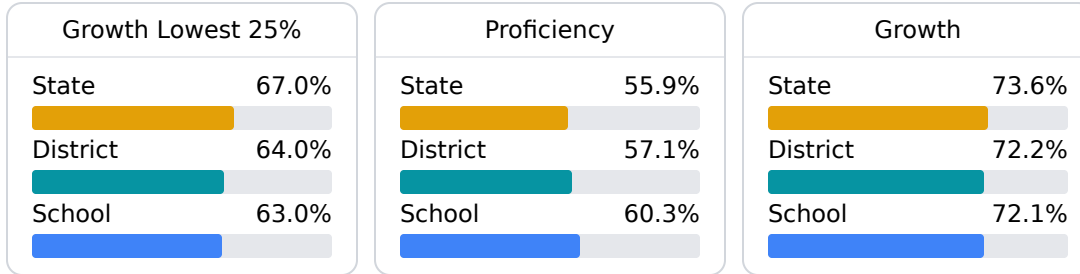 Growth Lowest 25%
State 67.0%
District 64.0%
School 63.0%
Proficiency
State 55.9%
District 57.1%
School 60.3%
Growth
State 73.6%
District 72.2%
School 72.1%